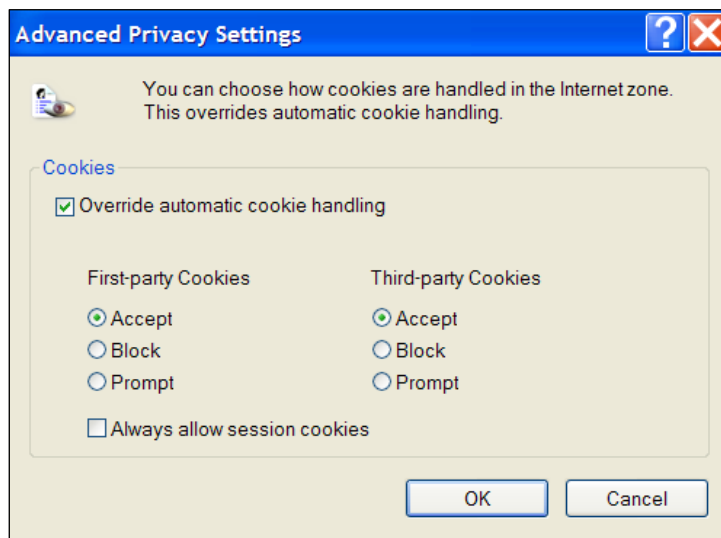 Advanced Privacy Settings
You can choose how cookies are handled in the Internet zone.
This overrides automatic cookie handling.
Cookies
Override automatic cookie handling
First-party Cookies
Third-party Cookies
Accept
Accept
Block
Block
Prompt
Prompt
Always allow session cookies
OK
Cancel